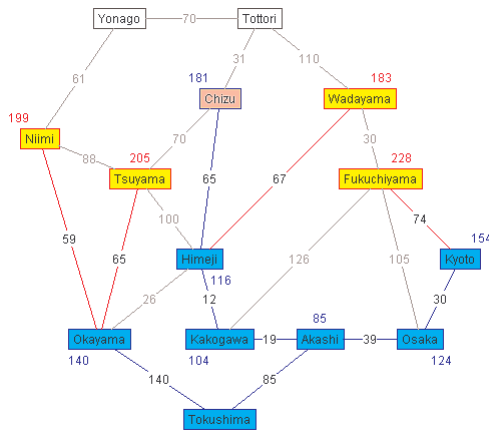 Yonago 70 Tottori
61 31 110
181 183
199 Chizu Wadayama
Niimi 70 30
88 205 228
Tsuyama Fukuchiyama
65 67
100 74 154
59 65 Himeji 126 105 Kyoto
116
26 12 30
85
Okayama Kakogawa 19 Akashi 39 Osaka
140 104 124
140 85
Tokushima